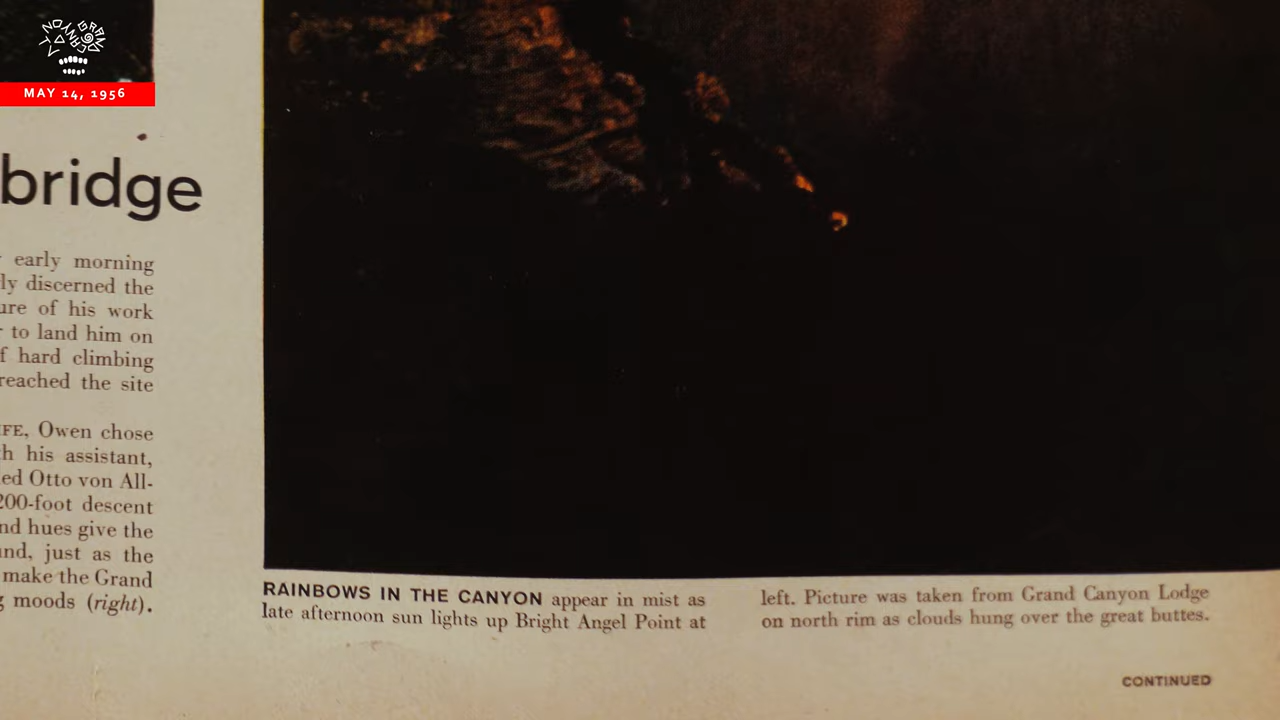 GRAND CANYON
MAY 14, 1956
bridge
early morning
ly discerned the
ure of his work
to land him on
f hard climbing
reached the site
IFE, Owen chose
h his assistant,
ed Otto von All-
200-foot descent
nd hues give the
und, just as the
make the Grand
g moods (right).
RAINBOWS IN THE CANYON appear in mist as
late afternoon sun lights up Bright Angel Point at
left. Picture was taken from Grand Canyon Lodge
on north rim as clouds hung over the great buttes.
CONTINUED